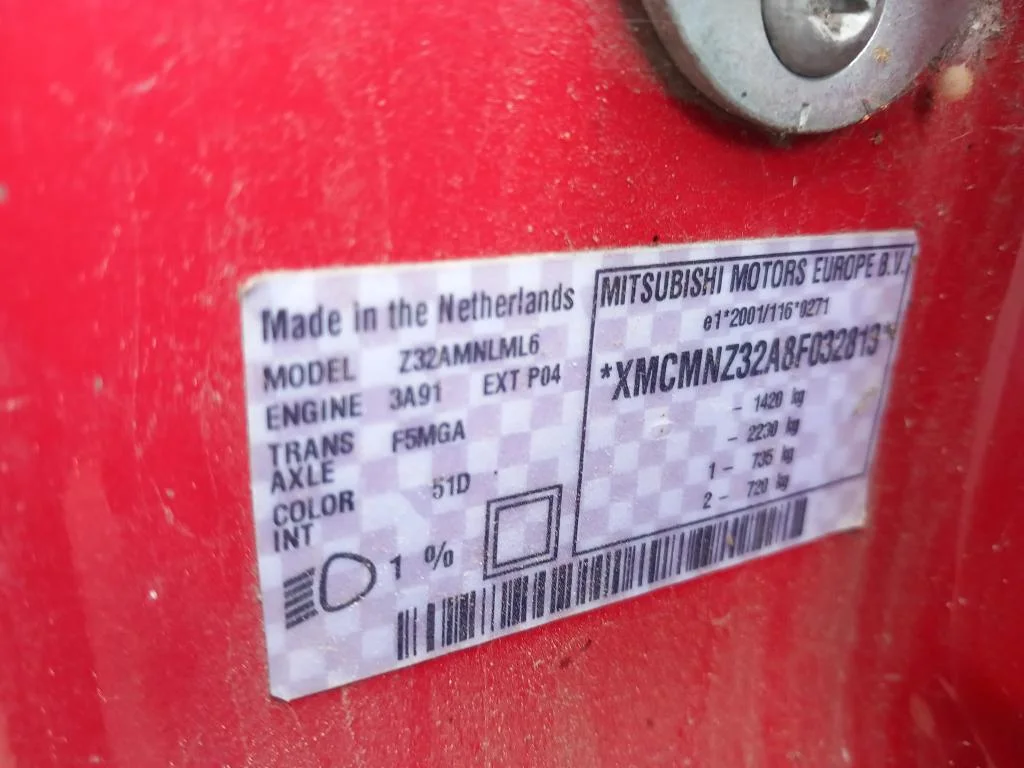 Made in the Netherlands
MODEL Z32AMNLML6
ENGINE 3A91 EXT P04
TRANS F5MGA
AXLE
COLOR 51D
INT
1 %
MITSUBISHI MOTORS EUROPE B.V.
e1*2001/116*0271
*XMCMNZ32A8F032813*
- 1420 kg
- 2230 kg
1 - 735 kg
2 - 720 kg